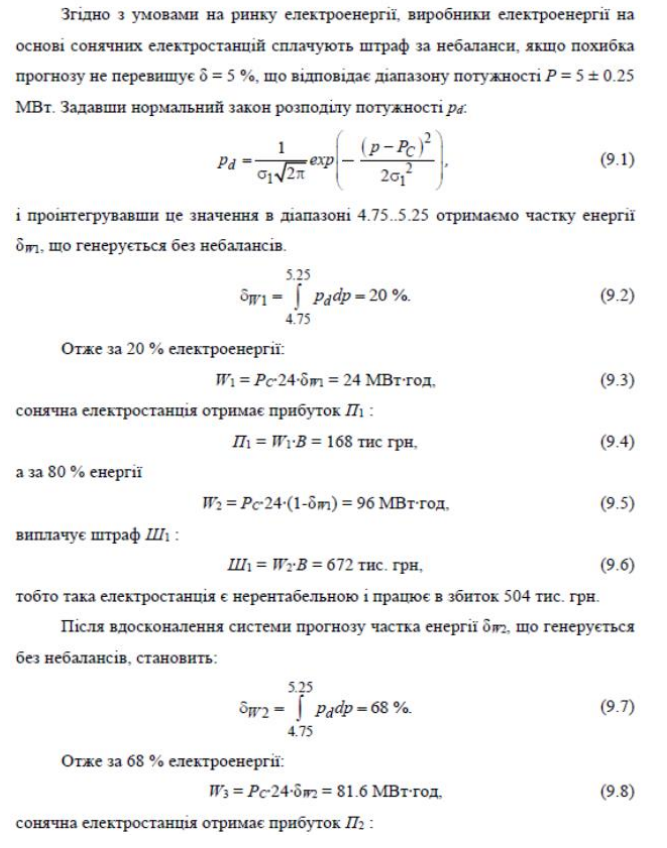 Згідно з умовами на ринку електроенергії, виробники електроенергії на
основі сонячних електростанцій сплачують штраф за небаланси, якщо похибка
прогнозу не перевищує δ = 5 %, що відповідає діапазону потужності P = 5 ± 0.25
МВт. Задавши нормальний закон розподілу потужності pd:
pd = 1/(σ1√2π) exp(−(p−PC)²/(2σ1²)), (9.1)
і проінтегрувавши це значення в діапазоні 4.75..5.25 отримаємо частку енергії
δW1, що генерується без небалансів.
δW1 = ∫4.75^5.25 pd dp = 20 %. (9.2)
Отже за 20 % електроенергії:
W1 = PC·24·δW1 = 24 МВт·год, (9.3)
сонячна електростанція отримає прибуток П1 :
П1 = W1·B = 168 тис грн, (9.4)
а за 80 % енергії
W2 = PC·24·(1-δW1) = 96 МВт·год, (9.5)
виплачує штраф Ш1 :
Ш1 = W2·B = 672 тис. грн, (9.6)
тобто така електростанція є нерентабельною і працює в збиток 504 тис. грн.
Після вдосконалення системи прогнозу частка енергії δW2, що генерується
без небалансів, становить:
δW2 = ∫4.75^5.25 pd dp = 68 %. (9.7)
Отже за 68 % електроенергії:
W3 = PC·24·δW2 = 81.6 МВт·год, (9.8)
сонячна електростанція отримає прибуток П2 :